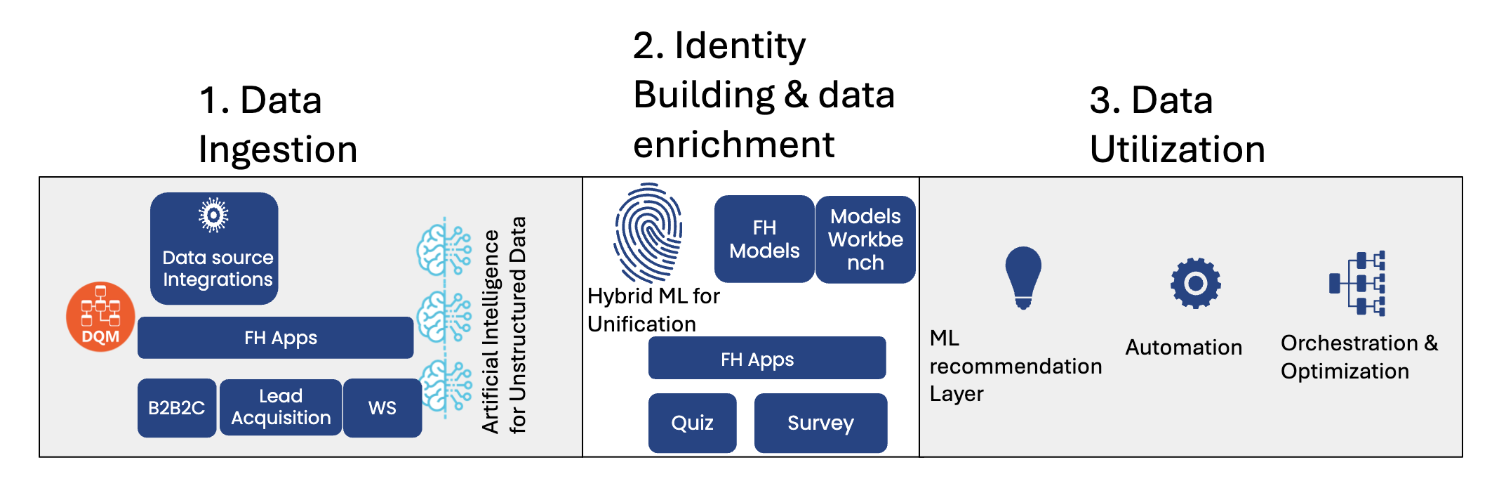 1. Data
Ingestion
2. Identity
Building & data
enrichment
3. Data
Utilization
Data source
Integrations
DQM
FH Apps
B2B2C
Lead
Acquisition
WS
Artificial Intelligence
for Unstructured Data
FH
Models
Models
Workbe
nch
Hybrid ML for
Unification
FH Apps
Quiz
Survey
ML
recommendation
Layer
Automation
Orchestration &
Optimization